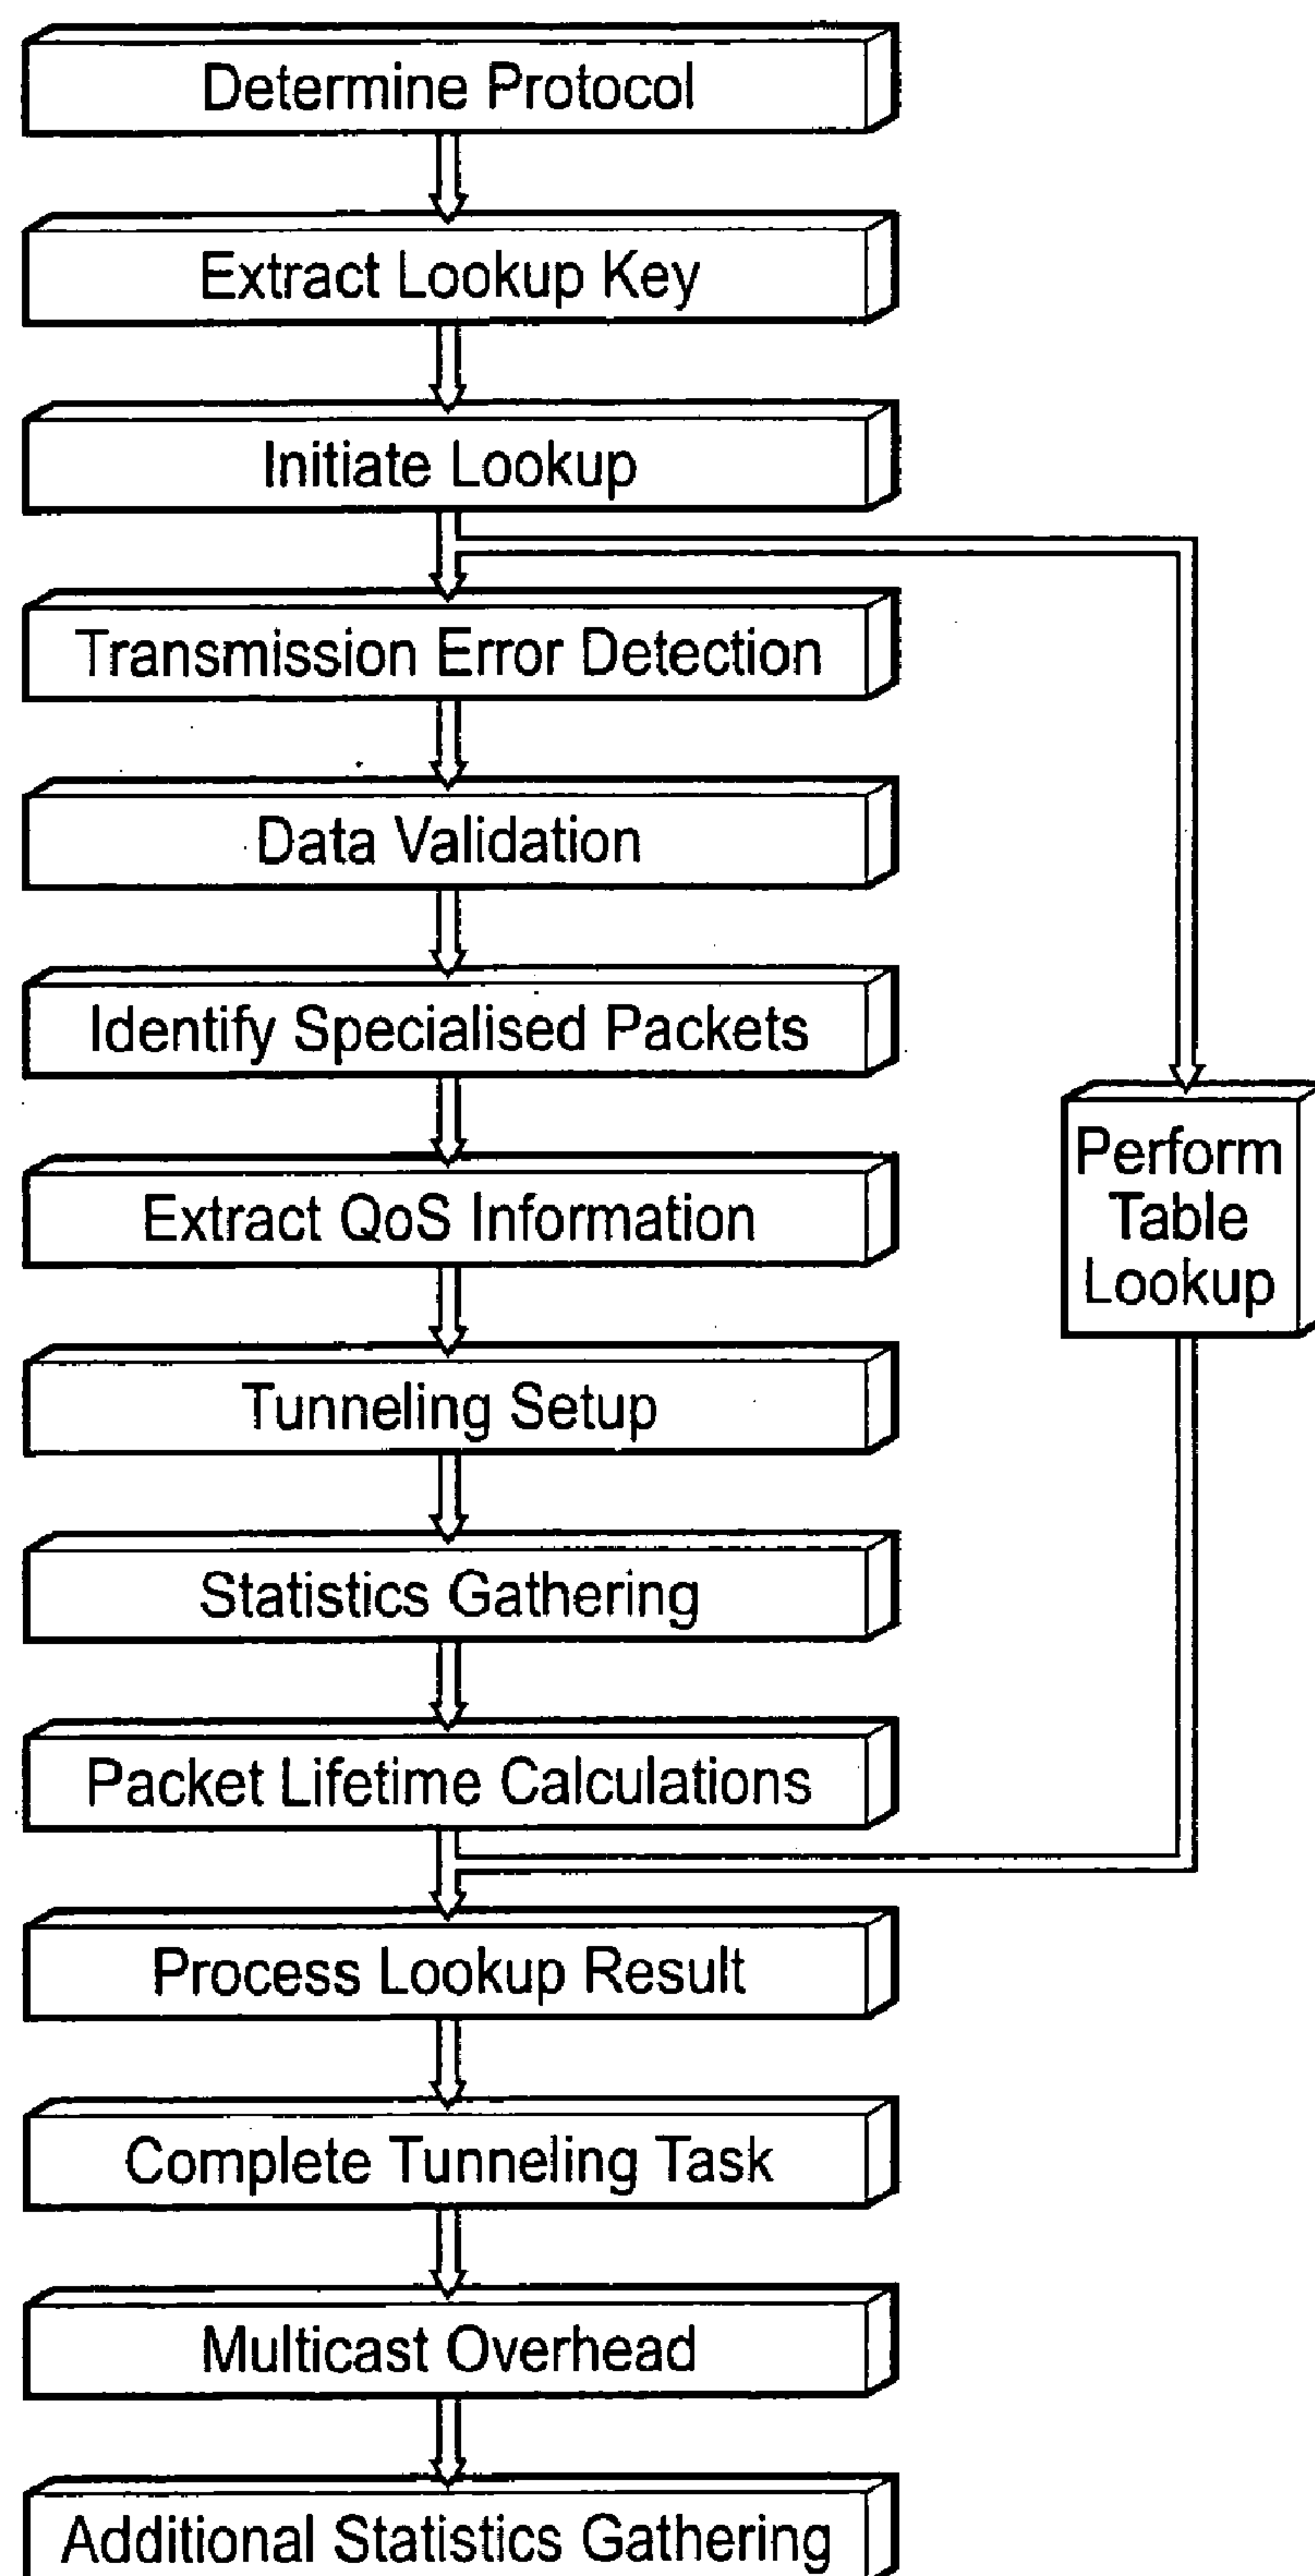 Determine Protocol
Extract Lookup Key
Initiate Lookup
Transmission Error Detection
Data Validation
Identify Specialised Packets
Extract QoS Information
Perform
Table
Lookup
Tunneling Setup
Statistics Gathering
Packet Lifetime Calculations
Process Lookup Result
Complete Tunneling Task
Multicast Overhead
Additional Statistics Gathering